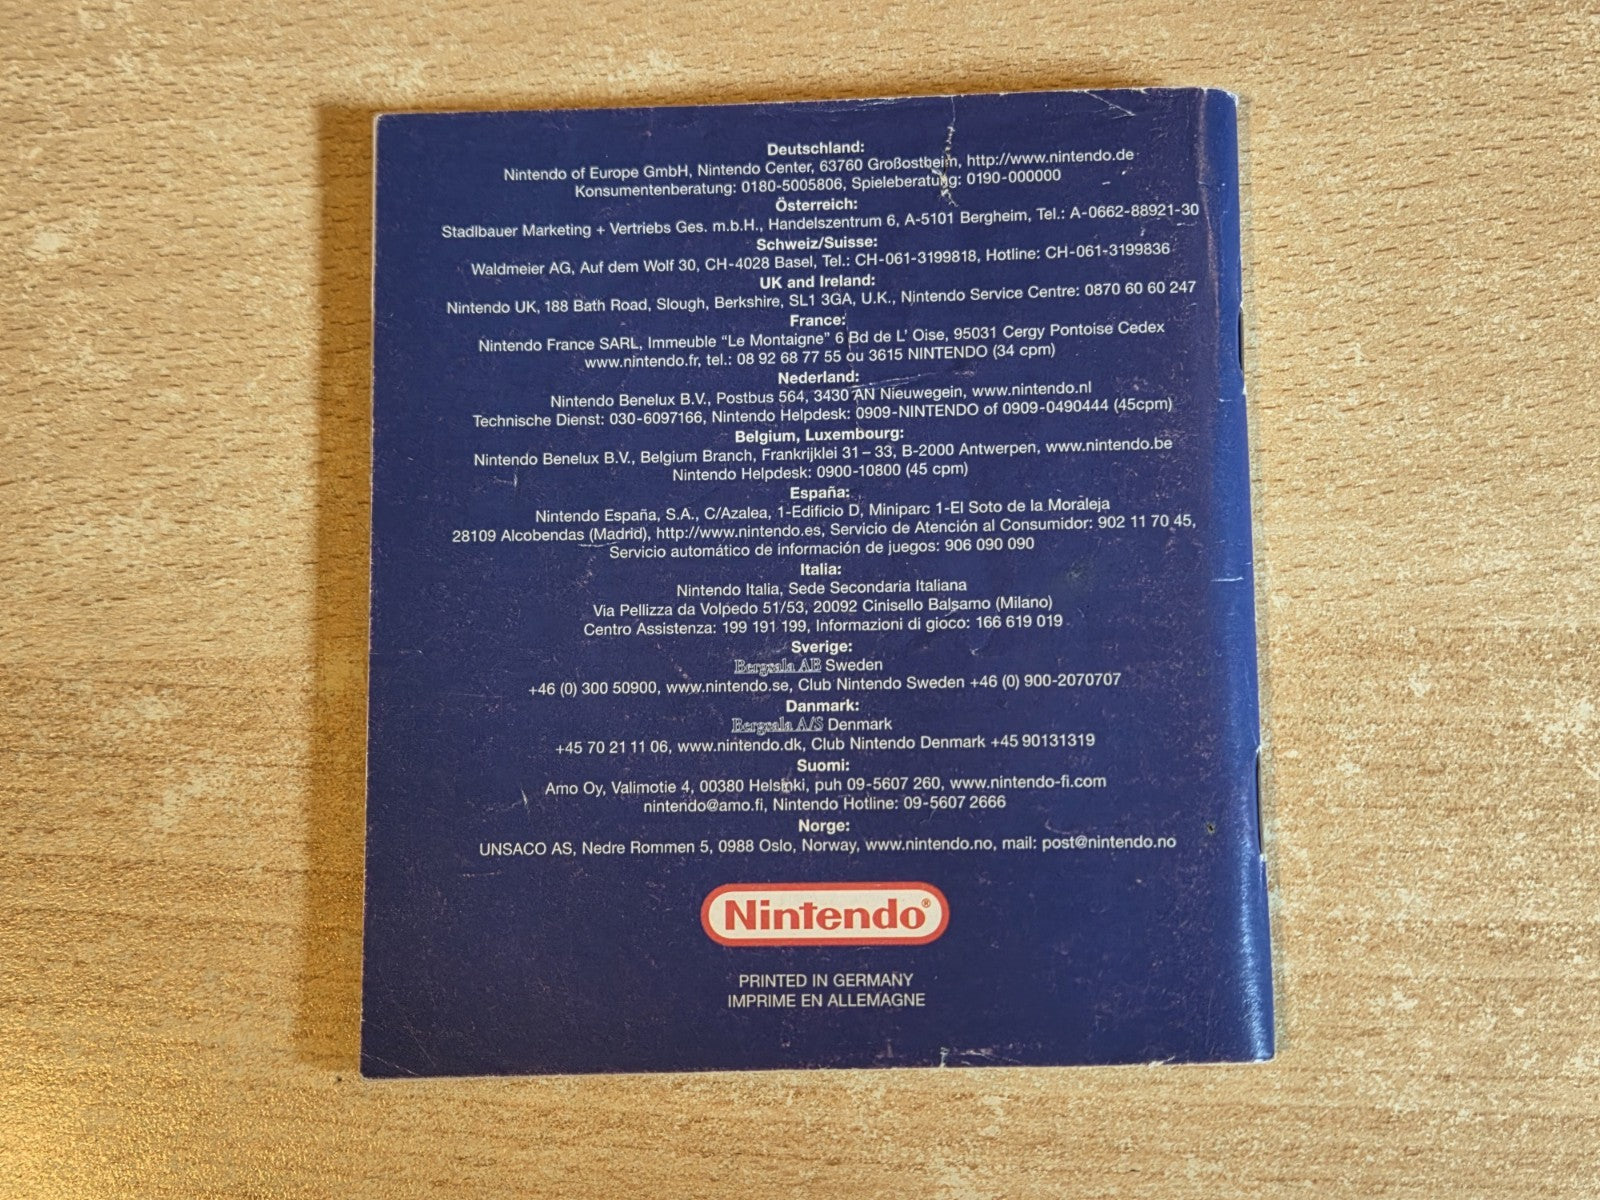 Deutschland:
Nintendo of Europe GmbH, Nintendo Center, 63760 Großostheim, http://www.nintendo.de
Konsumentenberatung: 0180-5005806, Spieleberatung: 0190-000000
Österreich:
Stadlbauer Marketing + Vertriebs Ges. m.b.H., Handelszentrum 6, A-5101 Bergheim, Tel.: A-0662-88921-30
Schweiz/Suisse:
Waldmeier AG, Auf dem Wolf 30, CH-4028 Basel, Tel.: CH-061-3199818, Hotline: CH-061-3199836
UK and Ireland:
Nintendo UK, 188 Bath Road, Slough, Berkshire, SL1 3GA, U.K., Nintendo Service Centre: 0870 60 60 247
France:
Nintendo France SARL, Immeuble “Le Montaigne” 6 Bd de L’ Oise, 95031 Cergy Pontoise Cedex
www.nintendo.fr, tel.: 08 92 68 77 55 ou 3615 NINTENDO (34 cpm)
Nederland:
Nintendo Benelux B.V., Postbus 564, 3430 AN Nieuwegein, www.nintendo.nl
Technische Dienst: 030-6097166, Nintendo Helpdesk: 0909-NINTENDO of 0909-0490444 (45cpm)
Belgium, Luxembourg:
Nintendo Benelux B.V., Belgium Branch, Frankrijklei 31 – 33, B-2000 Antwerpen, www.nintendo.be
Nintendo Helpdesk: 0900-10800 (45 cpm)
España:
Nintendo España, S.A., C/Azalea, 1-Edificio D, Miniparc 1-El Soto de la Moraleja
28109 Alcobendas (Madrid), http://www.nintendo.es, Servicio de Atención al Consumidor: 902 11 70 45,
Servicio automático de información de juegos: 906 090 090
Italia:
Nintendo Italia, Sede Secondaria Italiana
Via Pellizza da Volpedo 51/53, 20092 Cinisello Balsamo (Milano)
Centro Assistenza: 199 191 199, Informazioni di gioco: 166 619 019
Sverige:
Bergsala AB Sweden
+46 (0) 300 50900, www.nintendo.se, Club Nintendo Sweden +46 (0) 900-2070707
Danmark:
Bergsala A/S Denmark
+45 70 21 11 06, www.nintendo.dk, Club Nintendo Denmark +45 90131319
Suomi:
Amo Oy, Valimotie 4, 00380 Helsinki, puh 09-5607 260, www.nintendo-fi.com
nintendo@amo.fi, Nintendo Hotline: 09-5607 2666
Norge:
UNSACO AS, Nedre Rommen 5, 0988 Oslo, Norway, www.nintendo.no, mail: post@nintendo.no
Nintendo®
PRINTED IN GERMANY
IMPRIME EN ALLEMAGNE